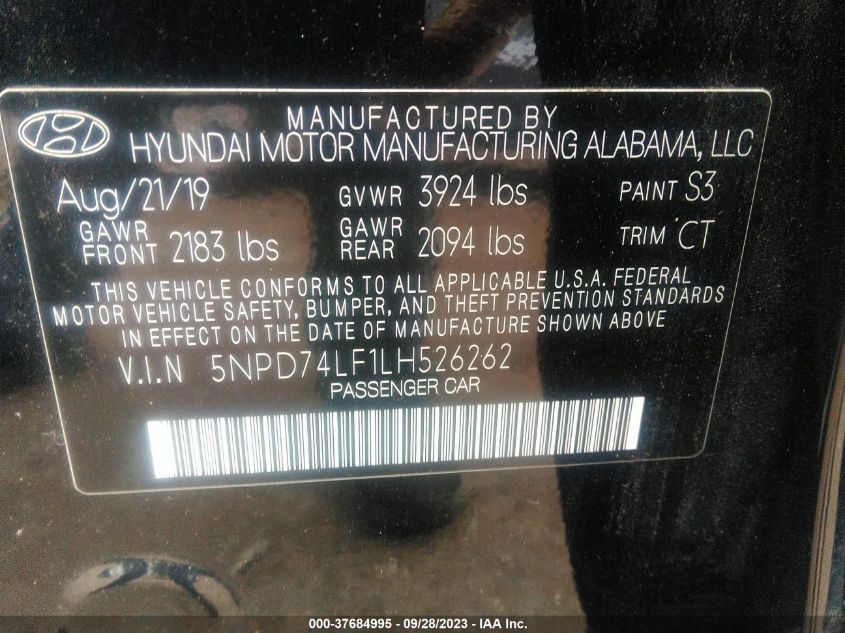 MANUFACTURED BY
HYUNDAI MOTOR MANUFACTURING ALABAMA, LLC
Aug/21/19 GVWR 3924 lbs PAINT S3
GAWR FRONT 2183 lbs GAWR REAR 2094 lbs TRIM CT
THIS VEHICLE CONFORMS TO ALL APPLICABLE U.S.A. FEDERAL
MOTOR VEHICLE SAFETY, BUMPER, AND THEFT PREVENTION STANDARDS
IN EFFECT ON THE DATE OF MANUFACTURE SHOWN ABOVE
V.I.N 5NPD74LF1LH526262
PASSENGER CAR
000-37684995 - 09/28/2023 - IAA Inc.